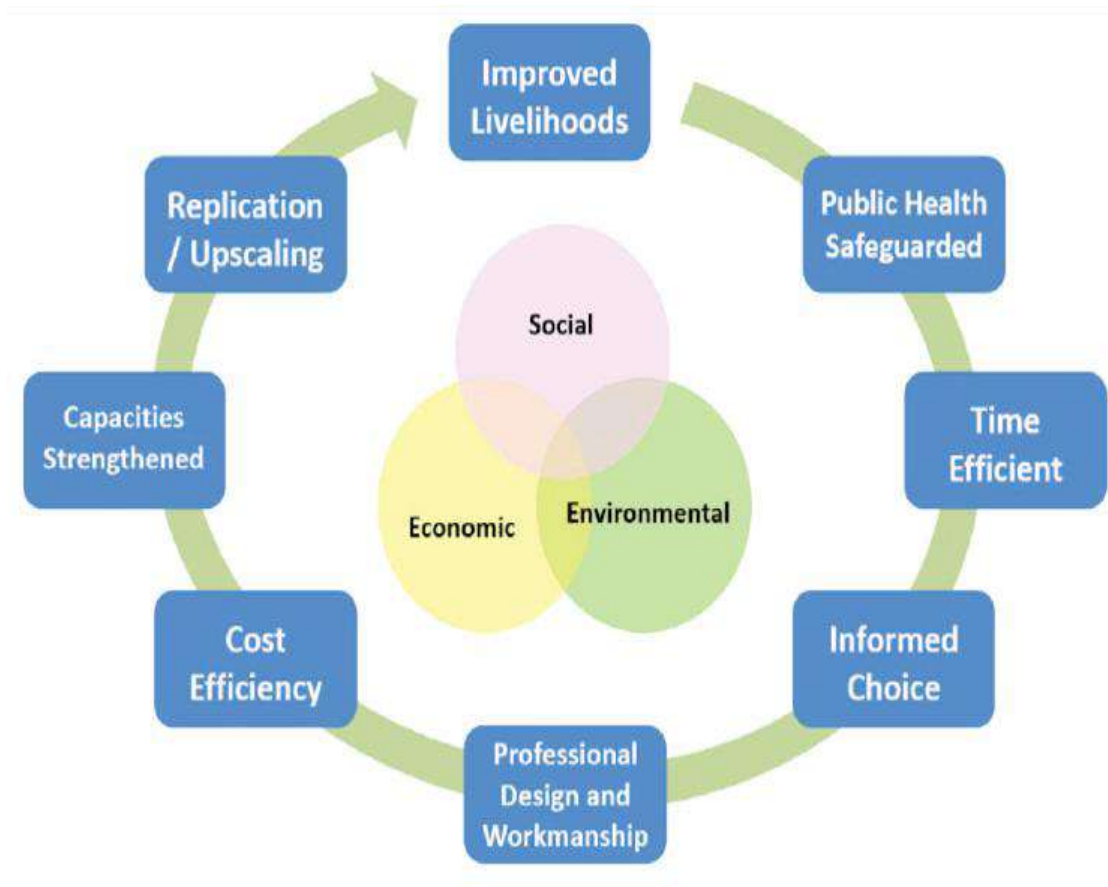 Improved
Livelihoods
Public Health
Safeguarded
Time
Efficient
Informed
Choice
Professional
Design and
Workmanship
Cost
Efficiency
Capacities
Strengthened
Replication
/ Upscaling
Social
Economic
Environmental